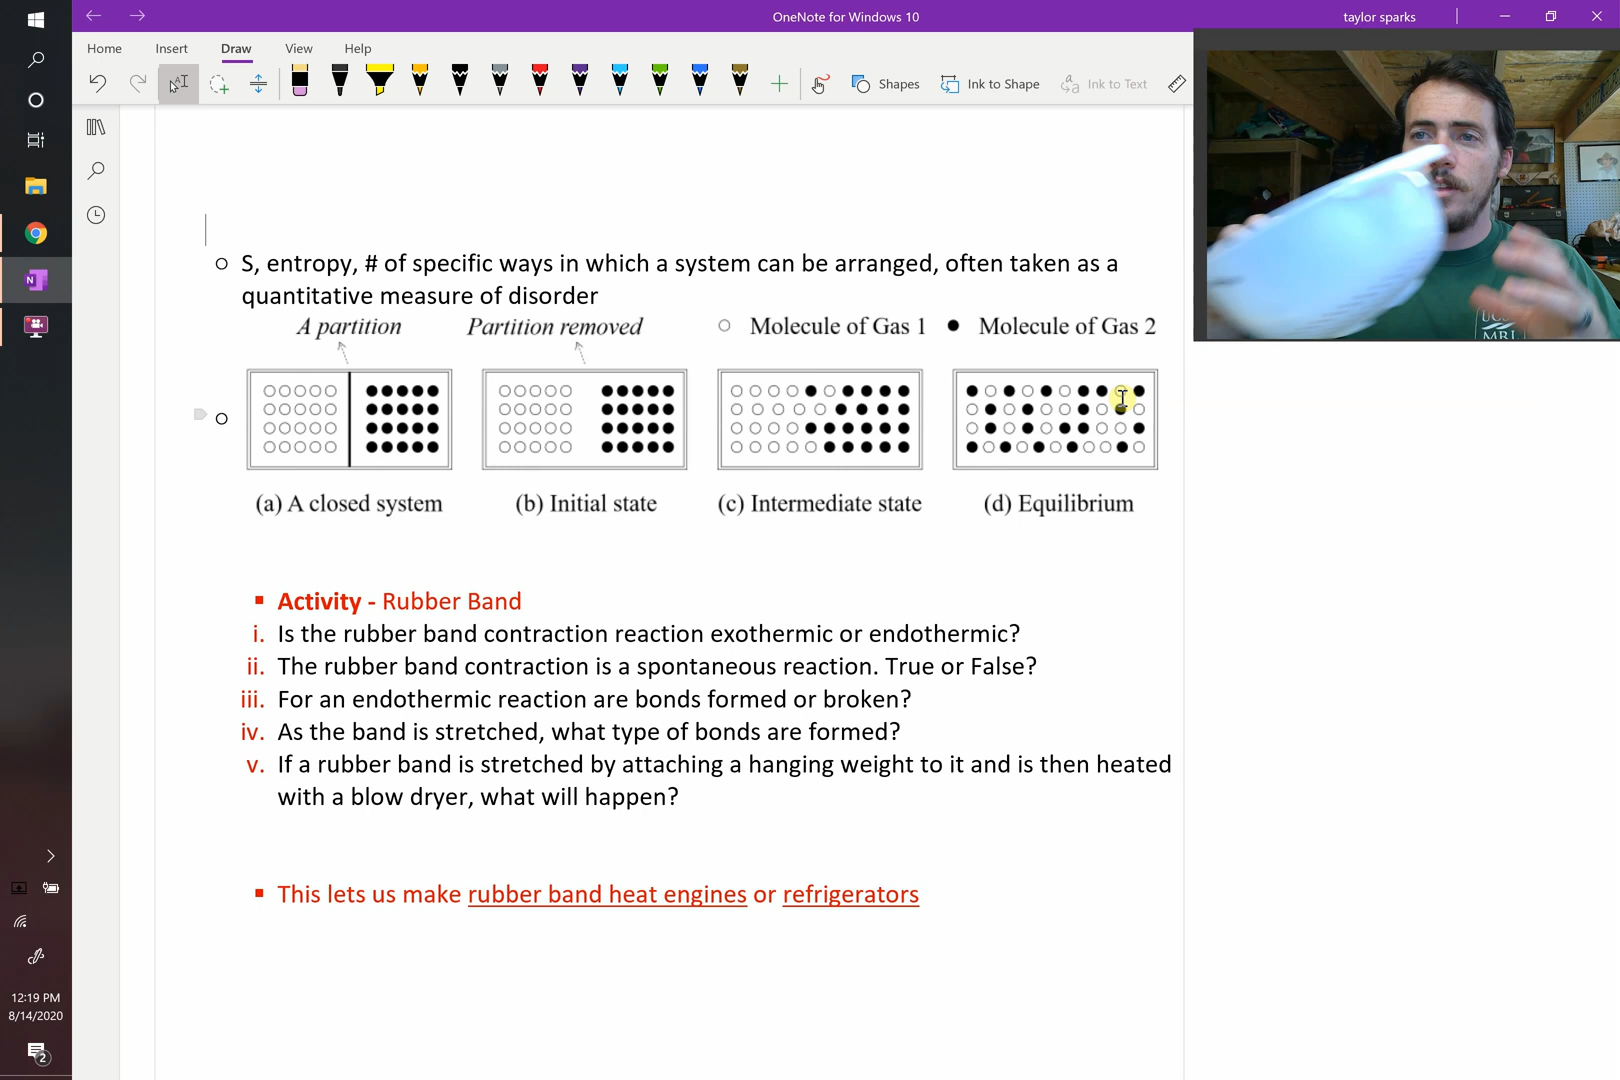 OneNote for Windows 10
taylor sparks
Home Insert Draw View Help
Shapes Ink to Shape Ink to Text
S, entropy, # of specific ways in which a system can be arranged, often taken as a
quantitative measure of disorder
A partition Partition removed Molecule of Gas 1 Molecule of Gas 2
(a) A closed system (b) Initial state (c) Intermediate state (d) Equilibrium
Activity - Rubber Band
i. Is the rubber band contraction reaction exothermic or endothermic?
ii. The rubber band contraction is a spontaneous reaction. True or False?
iii. For an endothermic reaction are bonds formed or broken?
iv. As the band is stretched, what type of bonds are formed?
v. If a rubber band is stretched by attaching a hanging weight to it and is then heated
with a blow dryer, what will happen?
This lets us make rubber band heat engines or refrigerators
12:19 PM
8/14/2020
2
MRL